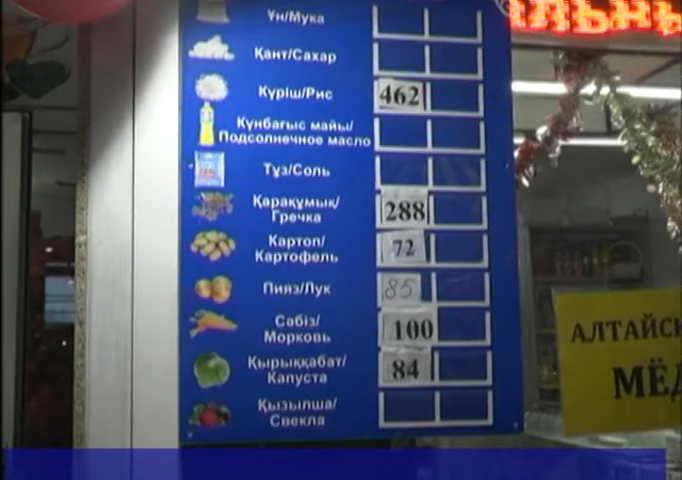 Ұн/Мука
Қант/Сахар
Күріш/Рис 462
Күнбағыс майы/
Подсолнечное масло
Тұз/Соль
Қарақұмық/
Гречка 288
Картоп/
Картофель 72
Пияз/Лук 85
Сәбіз/
Морковь 100
Қырыққабат/
Капуста 84
Қызылша/
Свекла
АЛТАЙСК
МЁД